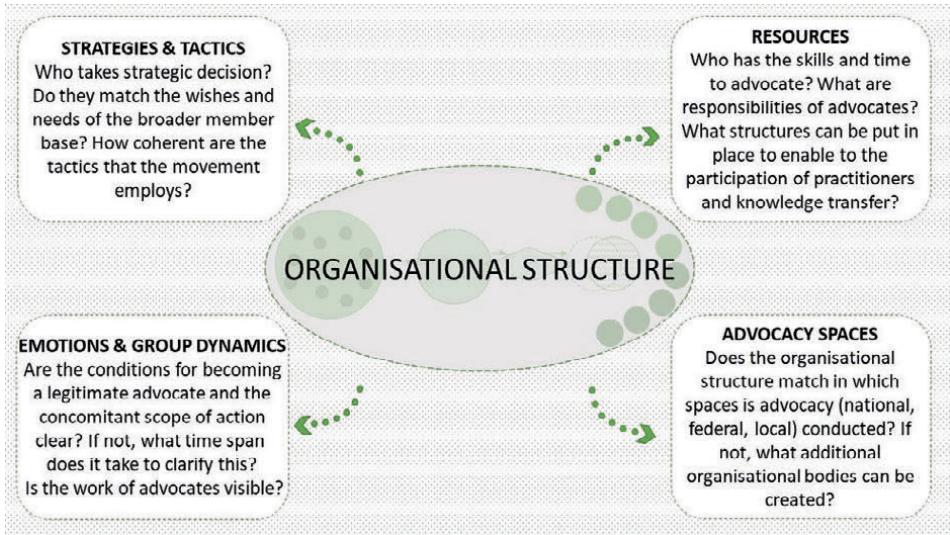 STRATEGIES & TACTICS
Who takes strategic decision?
Do they match the wishes and
needs of the broader member
base? How coherent are the
tactics that the movement
employs?
RESOURCES
Who has the skills and time
to advocate? What are
responsibilities of advocates?
What structures can be put in
place to enable to the
participation of practitioners
and knowledge transfer?
ORGANISATIONAL STRUCTURE
EMOTIONS & GROUP DYNAMICS
Are the conditions for becoming
a legitimate advocate and the
concomitant scope of action
clear? If not, what time span
does it take to clarify this?
Is the work of advocates visible?
ADVOCACY SPACES
Does the organisational
structure match in which
spaces is advocacy (national,
federal, local) conducted? If
not, what additional
organisational bodies can be
created?